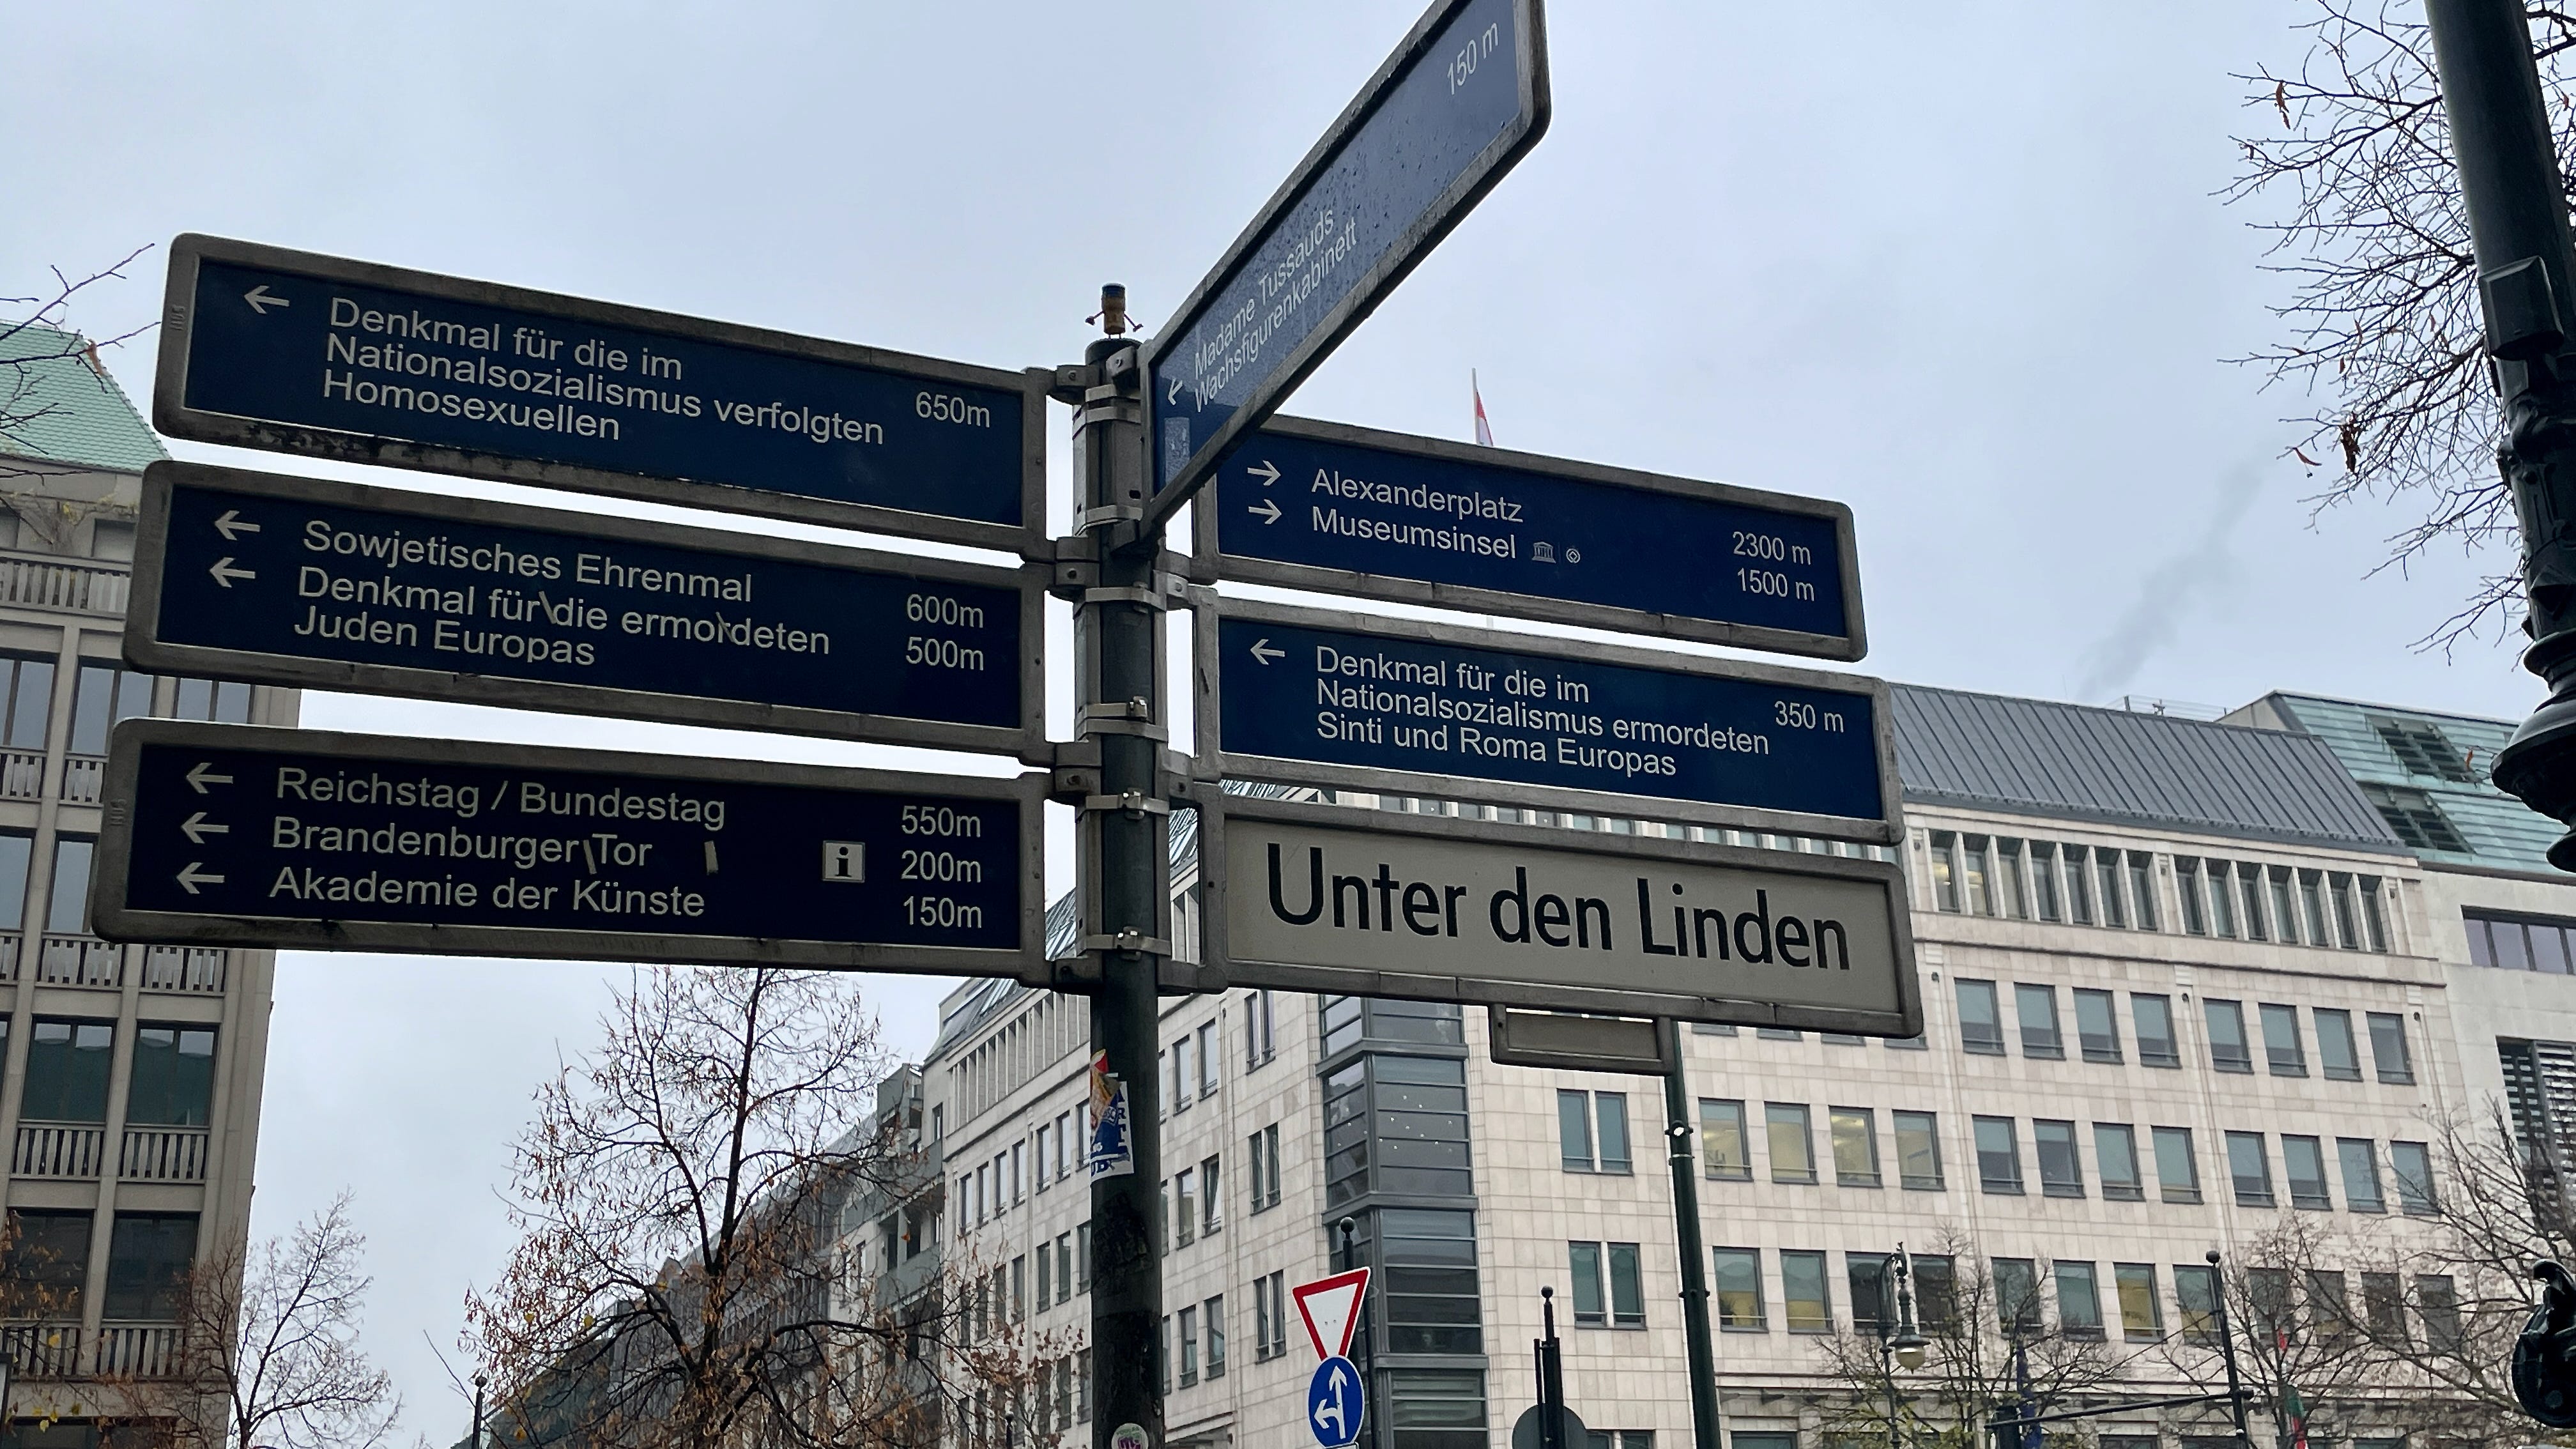 Denkmal für die im
Nationalsozialismus verfolgten
Homosexuellen
650m
Sowjetisches Ehrenmal 600m
Denkmal für die ermordeten 500m
Juden Europas
Reichstag / Bundestag 550m
Brandenburger Tor i 200m
Akademie der Künste 150m
Madame Tussauds 150 m
Wachsfigurenkabinett
Alexanderplatz 2300 m
Museumsinsel 1500 m
Denkmal für die im 350 m
Nationalsozialismus ermordeten
Sinti und Roma Europas
Unter den Linden